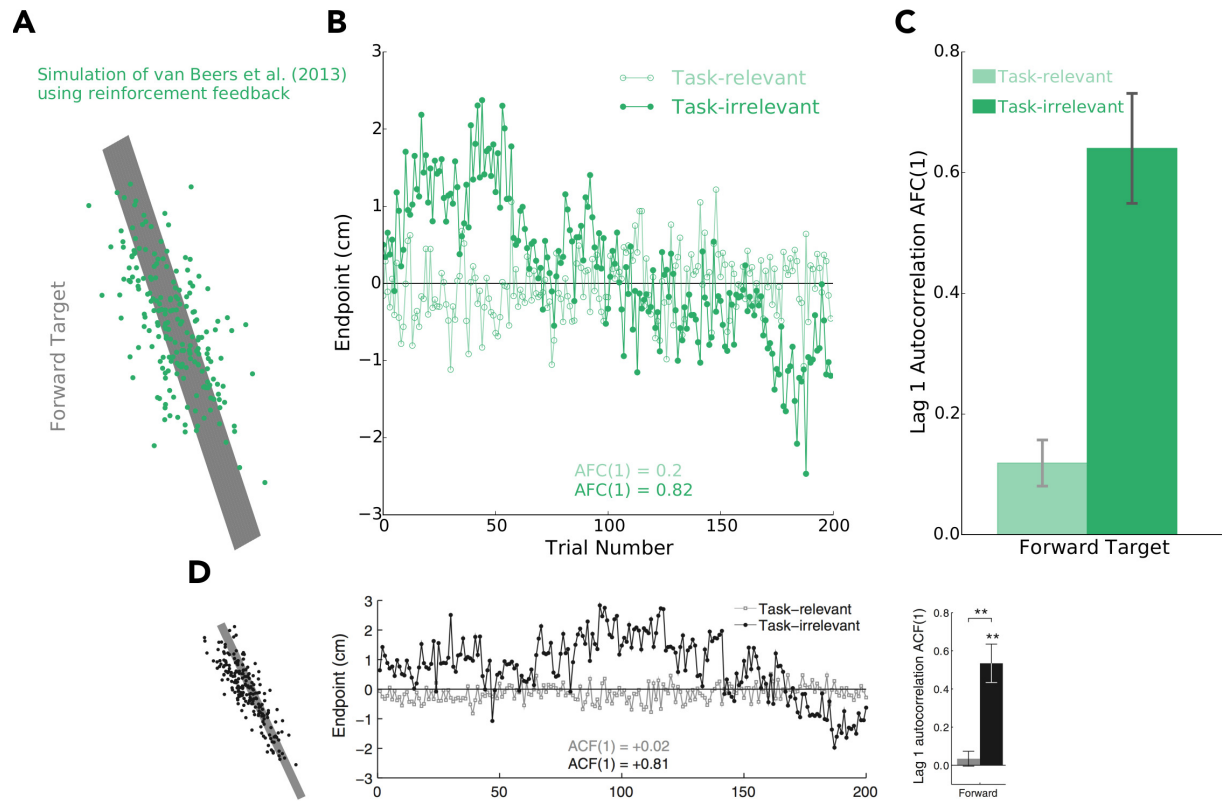 A
B
C
Simulation of van Beers et al. (2013)
using reinforcement feedback
Forward Target
Endpoint (cm)
3
2
1
0
−1
−2
−3
Task-relevant
Task-irrelevant
AFC(1) = 0.2
AFC(1) = 0.82
0
50
100
150
200
Trial Number
Lag 1 Autocorrelation AFC(1)
0.8
0.6
0.4
0.2
0.0
Task-relevant
Task-irrelevant
Forward Target
D
Endpoint (cm)
3
2
1
0
−1
−2
−3
Task−relevant
Task−irrelevant
ACF(1) = +0.02
ACF(1) = +0.81
0
50
100
150
200
Lag 1 autocorrelation ACF(1)
0.8
0.6
0.4
0.2
0.0
**
**
Forward